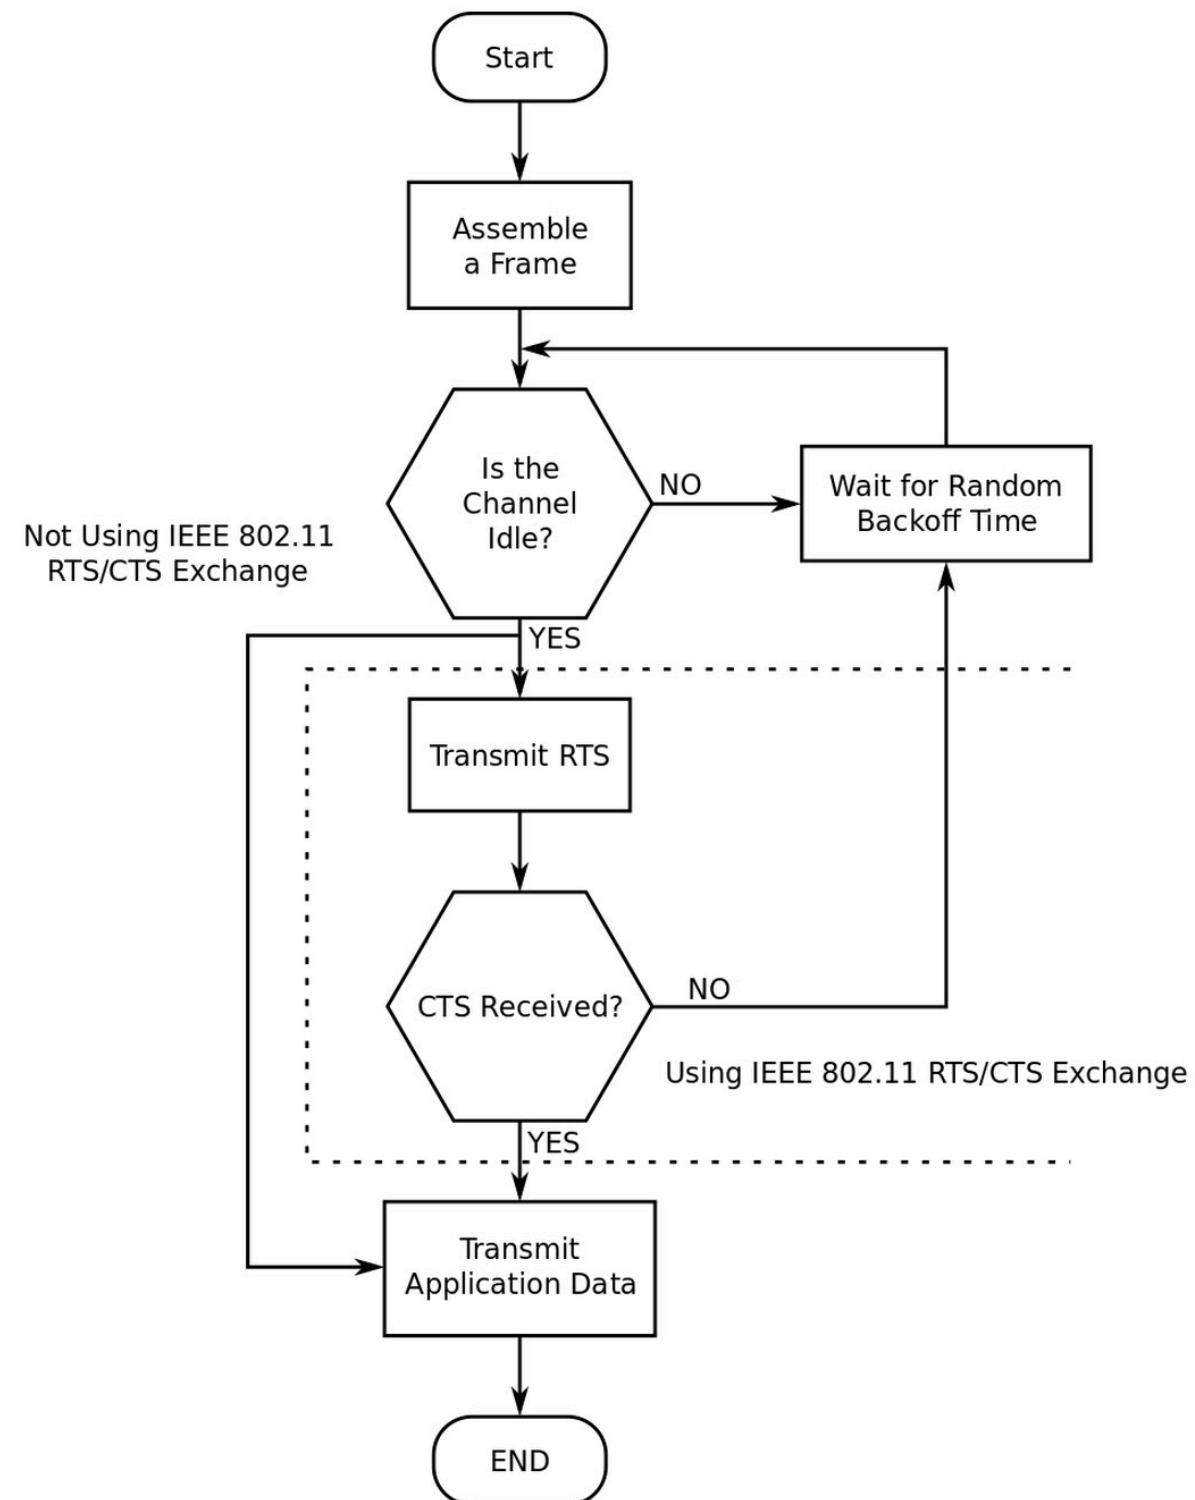 Start
Assemble
a Frame
Is the
Channel
Idle?
NO
Wait for Random
Backoff Time
Not Using IEEE 802.11
RTS/CTS Exchange
YES
Transmit RTS
CTS Received?
NO
Using IEEE 802.11 RTS/CTS Exchange
YES
Transmit
Application Data
END